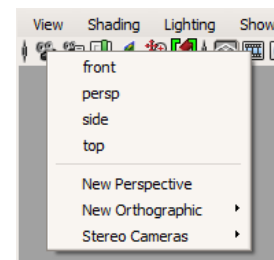 View Shading Lighting Show
front
persp
side
top
New Perspective
New Orthographic
Stereo Cameras